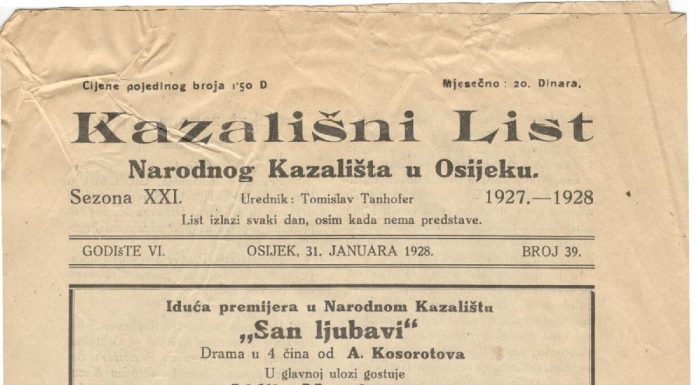 Cijene pojedinog broja 1·50 D Mjesečno : 20. Dinara.
Kazališni List
Narodnog Kazališta u Osijeku.
Sezona XXI. Urednik: Tomislav Tanhofer 1927.—1928
List izlazi svaki dan, osim kada nema predstave.
GODIšTE VI. OSIJEK, 31. JANUARA 1928. BROJ 39.
Iduća premijera u Narodnom Kazalištu
„San ljubavi“
Drama u 4 čina od A. Kosorotova
U glavnoj ulozi gostuje